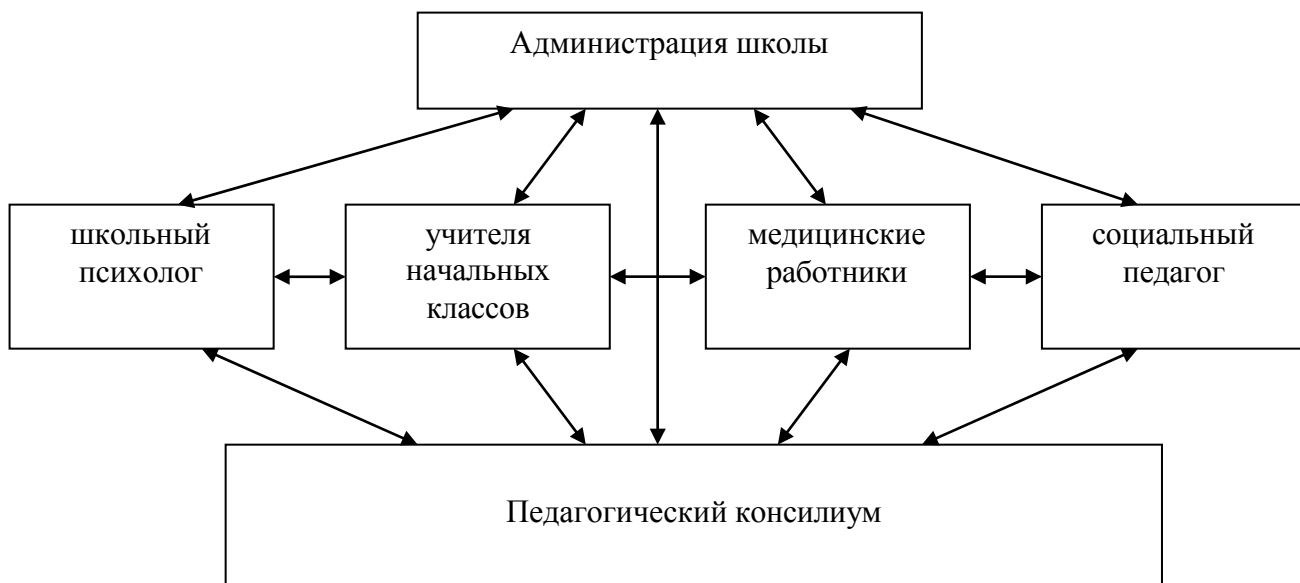 Администрация школы
школьный
психолог
учителя
начальных
классов
медицинские
работники
социальный
педагог
Педагогический консилиум